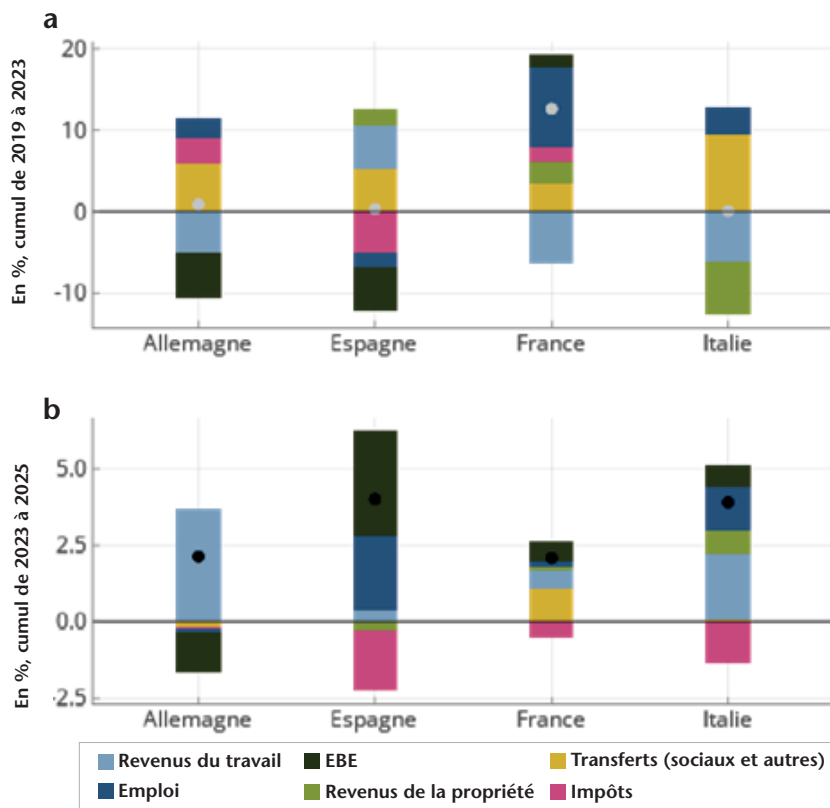 a
En %, cumul de 2019 à 2023
20
10
0
-10
Allemagne Espagne France Italie
b
En %, cumul de 2023 à 2025
5.0
2.5
0.0
-2.5
Allemagne Espagne France Italie
Revenus du travail EBE Transferts (sociaux et autres)
Emploi Revenus de la propriété Impôts